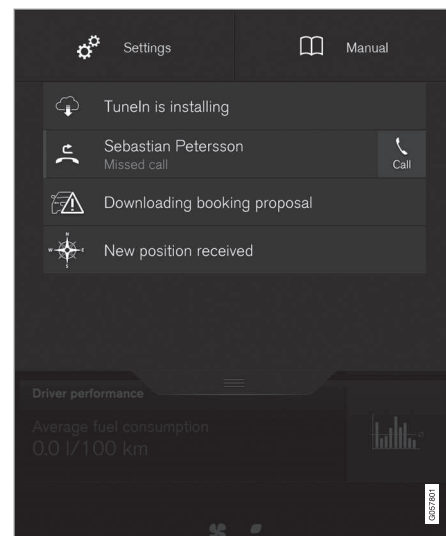 Settings
Manual
TuneIn is installing
Sebastian Petersson
Missed call
Call
Downloading booking proposal
N
W
E
S
New position received
Driver performance
Average fuel consumption
0.0 l/100 km
G057801